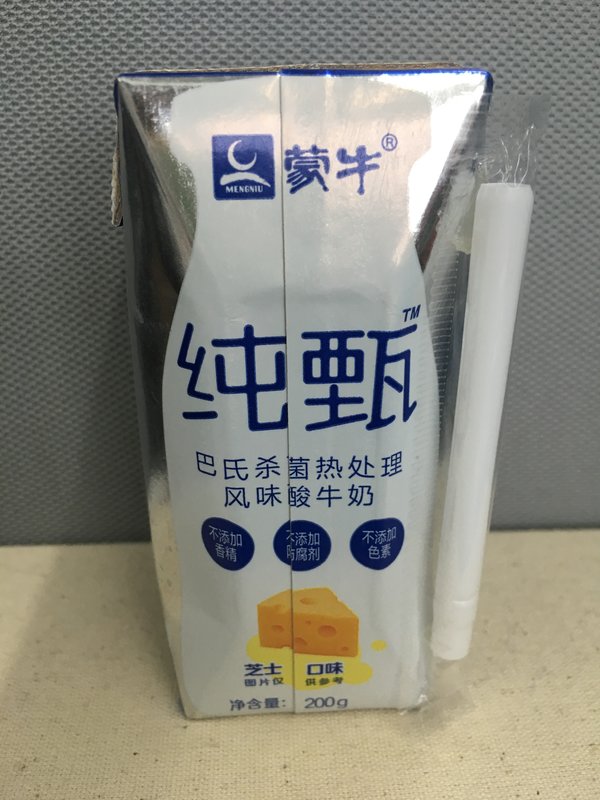 MENGNIU
蒙牛®
纯甄™
巴氏杀菌热处理
风味酸牛奶
不添加
香精
不添加
防腐剂
不添加
色素
芝士口味
图片仅供参考
净含量: 200g